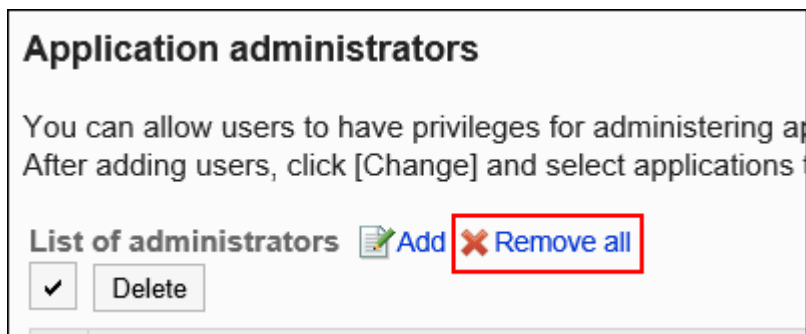 Application administrators
You can allow users to have privileges for administering
After adding users, click [Change] and select applications
List of administrators Add Remove all
Delete